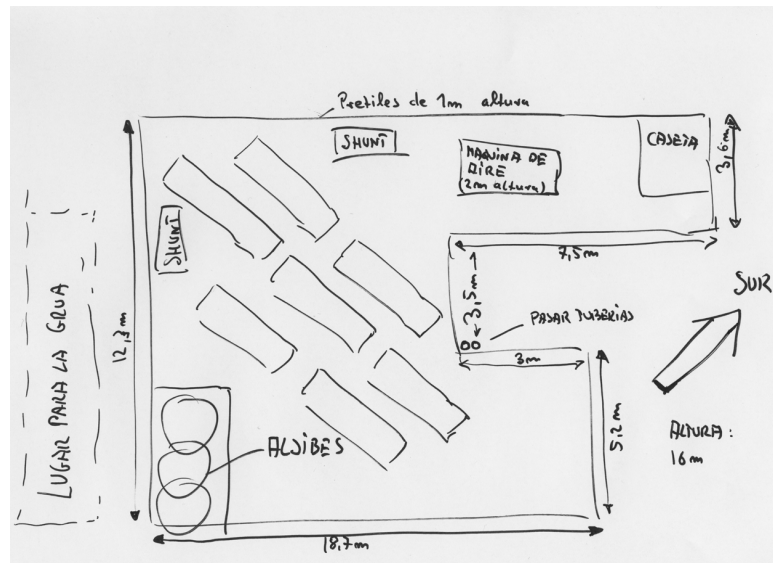 Pretiles de 1m altura
SHUNT
MAQUINA DE
AIRE
(2m altura)
CASETA
3,6m
SHUNT
7,5m
3,5m
SUR
PASAR TUBERIAS
3m
12,3m
LUGAR PARA LA GRUA
ALTURA:
16m
5,2m
ALJIBES
18,7m